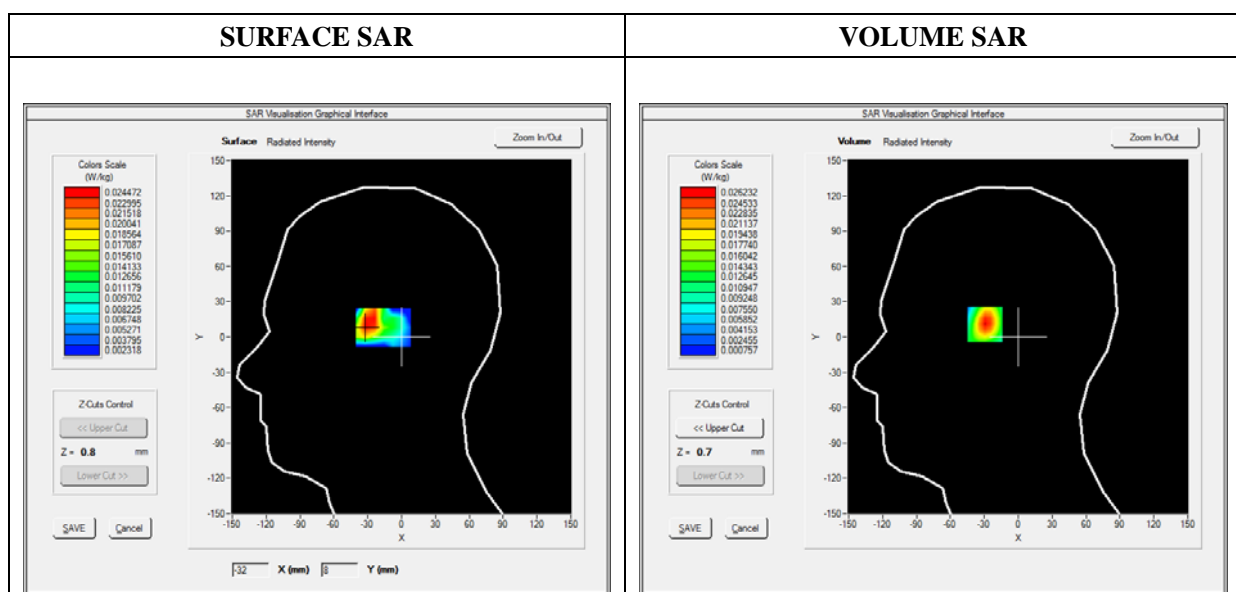 SURFACE SAR
VOLUME SAR
SAR Visualisation Graphical Interface
Surface Radiated Intensity
Zoom In/Out
Colors Scale
(W/kg)
0.024472
0.022995
0.021518
0.020041
0.018564
0.017087
0.015610
0.014133
0.012656
0.011179
0.009702
0.008225
0.006748
0.005271
0.003795
0.002318
150
120
90
60
30
0
-30
-60
-90
-120
-150
Y
-150 -120 -90 -60 -30 0 30 60 90 120 150
X
Z-Cuts Control
<< Upper Cut
Z = 0.8 mm
Lower Cut >>
SAVE Cancel
-32 X (mm) 8 Y (mm)
SAR Visualisation Graphical Interface
Volume Radiated Intensity
Zoom In/Out
Colors Scale
(W/kg)
0.026232
0.024533
0.022835
0.021137
0.019438
0.017740
0.016042
0.014343
0.012645
0.010947
0.009248
0.007550
0.005852
0.004153
0.002455
0.000757
150
120
90
60
30
0
-30
-60
-90
-120
-150
Y
-150 -120 -90 -60 -30 0 30 60 90 120 150
X
Z-Cuts Control
<< Upper Cut
Z = 0.7 mm
Lower Cut >>
SAVE Cancel